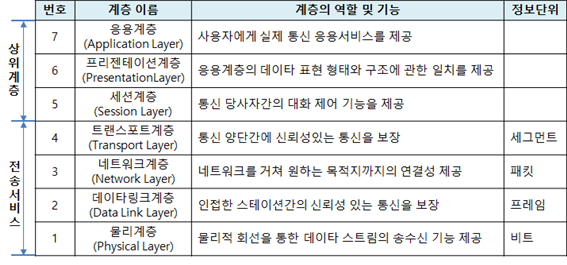 번호 계층 이름 계층의 역할 및 기능 정보단위
상위계층
7 응용계층 (Application Layer) 사용자에게 실제 통신 응용서비스를 제공
6 프리젠테이션계층 (PresentationLayer) 응용계층의 데이타 표현 형태와 구조에 관한 일치를 제공
5 세션계층 (Session Layer) 통신 당사자간의 대화 제어 기능을 제공
전송서비스
4 트랜스포트계층 (Transport Layer) 통신 양단간에 신뢰성있는 통신을 보장 세그먼트
3 네트워크계층 (Network Layer) 네트워크를 거쳐 원하는 목적지까지의 연결성 제공 패킷
2 데이타링크계층 (Data Link Layer) 인접한 스테이션간의 신뢰성 있는 통신을 보장 프레임
1 물리계층 (Physical Layer) 물리적 회선을 통한 데이타 스트림의 송수신 기능 제공 비트